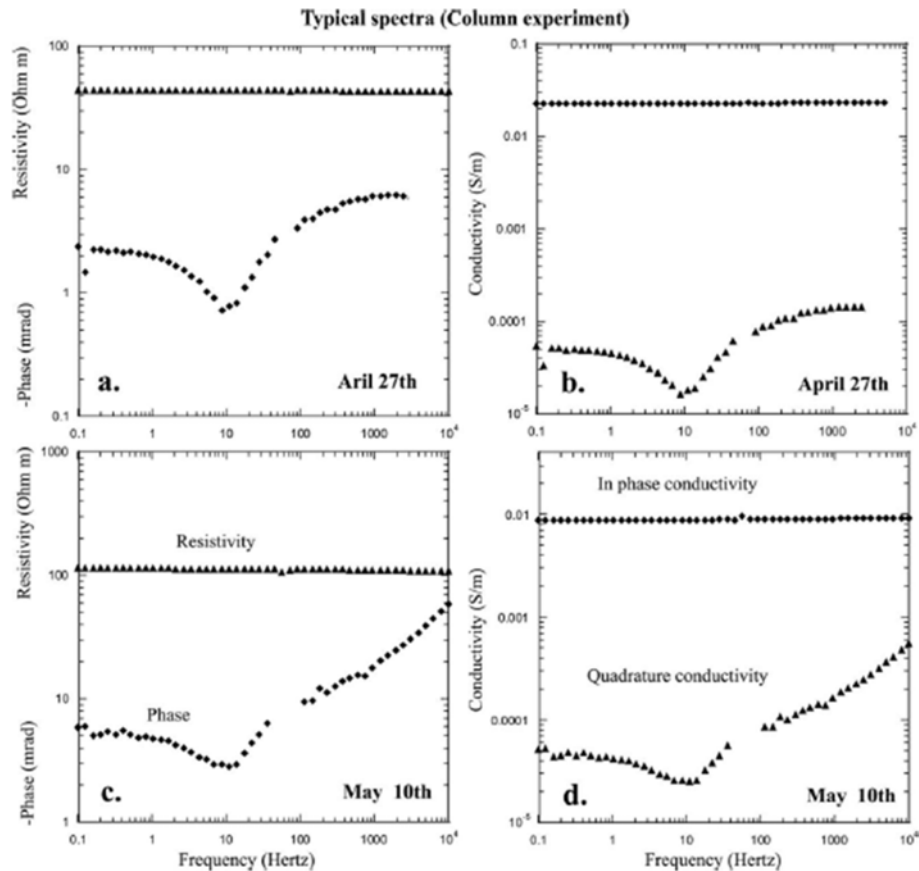 Typical spectra (Column experiment)
Resistivity (Ohm m)
-Phase (mrad)
100
10
1
0.1
0.1 1 10 100 1000 10⁴
a.
Aril 27th
Conductivity (S/m)
0.1
0.01
0.001
0.0001
10⁻⁵
0.1 1 10 100 1000 10⁴
b.
April 27th
Resistivity (Ohm m)
-Phase (mrad)
1000
100
10
1
Resistivity
Phase
c.
May 10th
0.1 1 10 100 1000 10⁴
Frequency (Hertz)
Conductivity (S/m)
0.01
0.001
0.0001
10⁻⁵
In phase conductivity
Quadrature conductivity
d.
May 10th
0.1 1 10 100 1000 10⁴
Frequency (Hertz)